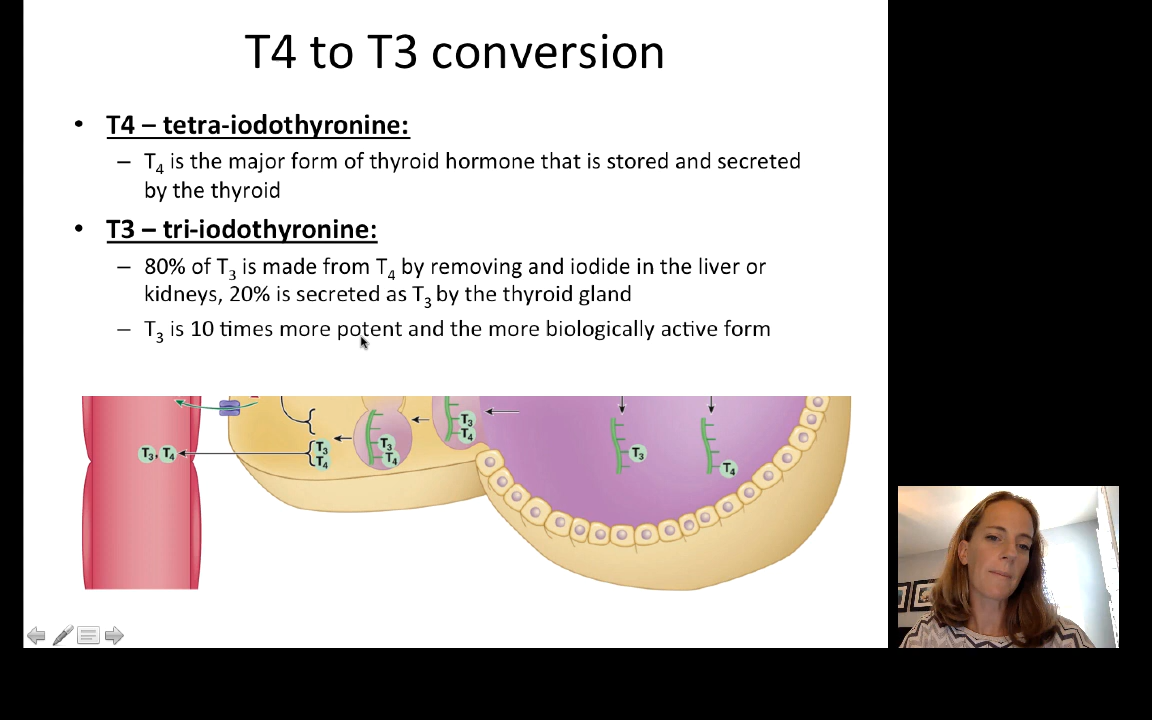 T4 to T3 conversion
• T4 – tetra-iodothyronine:
– T₄ is the major form of thyroid hormone that is stored and secreted
by the thyroid
• T3 – tri-iodothyronine:
– 80% of T₃ is made from T₄ by removing and iodide in the liver or
kidneys, 20% is secreted as T₃ by the thyroid gland
– T₃ is 10 times more potent and the more biologically active form
T₃, T₄
T₃
T₄
T₃
T₄
T₃
T₄
T₃
T₄